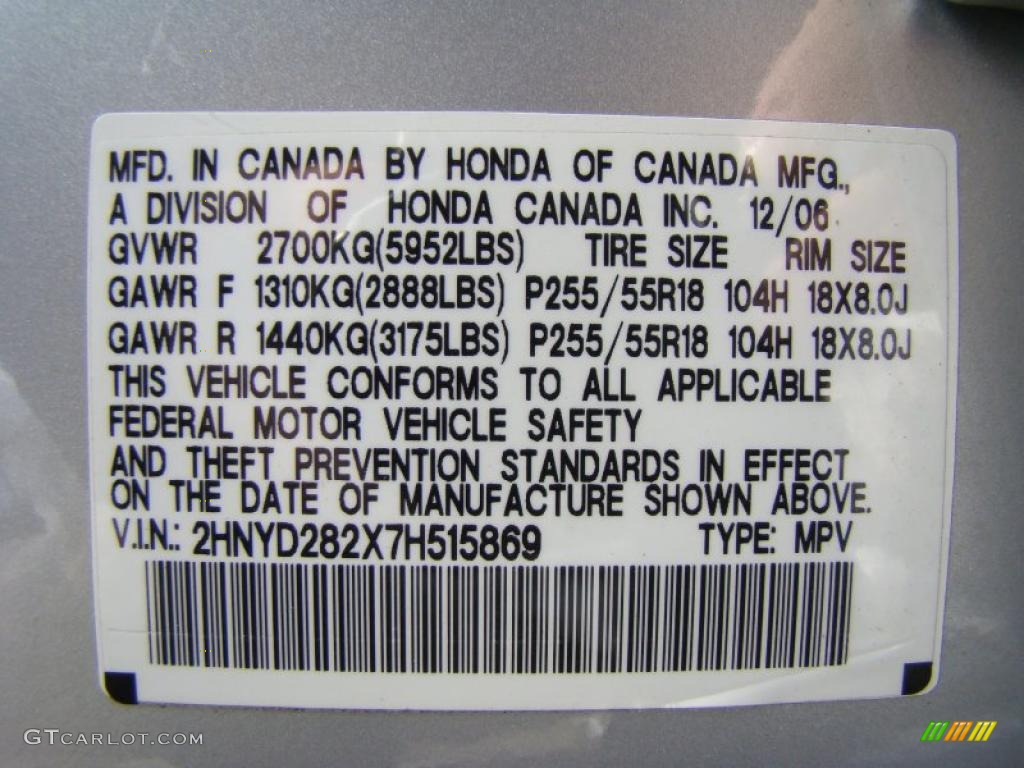 MFD. IN CANADA BY HONDA OF CANADA MFG.,
A DIVISION OF HONDA CANADA INC. 12/06
GVWR 2700KG(5952LBS) TIRE SIZE RIM SIZE
GAWR F 1310KG(2888LBS) P255/55R18 104H 18X8.0J
GAWR R 1440KG(3175LBS) P255/55R18 104H 18X8.0J
THIS VEHICLE CONFORMS TO ALL APPLICABLE
FEDERAL MOTOR VEHICLE SAFETY
AND THEFT PREVENTION STANDARDS IN EFFECT
ON THE DATE OF MANUFACTURE SHOWN ABOVE.
V.I.N.: 2HNYD282X7H515869 TYPE: MPV
GTCARLOT.COM